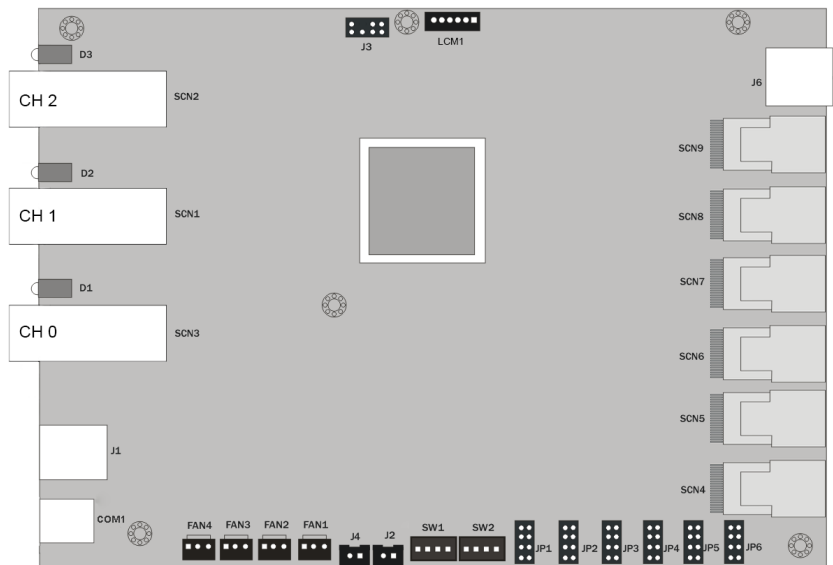 J3
LCM1
D3
CH 2
SCN2
J6
SCN9
D2
CH 1
SCN1
SCN8
D1
SCN7
CH 0
SCN3
SCN6
SCN5
J1
SCN4
COM1
FAN4
FAN3
FAN2
FAN1
J4
J2
SW1
SW2
JP1
JP2
JP3
JP4
JP5
JP6